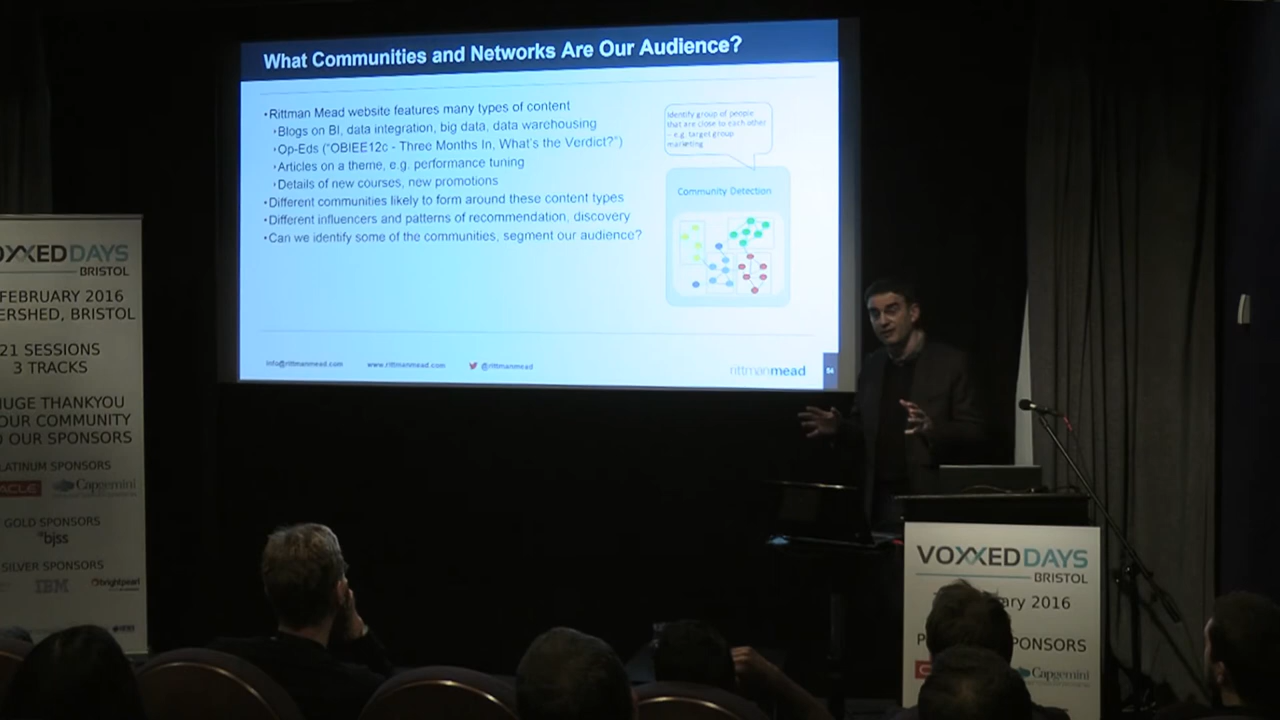 What Communities and Networks Are Our Audience?
•Rittman Mead website features many types of content
‣Blogs on BI, data integration, big data, data warehousing
‣Op-Eds ("OBIEE12c - Three Months In, What's the Verdict?")
‣Articles on a theme, e.g. performance tuning
‣Details of new courses, new promotions
•Different communities likely to form around these content types
•Different influencers and patterns of recommendation, discovery
•Can we identify some of the communities, segment our audience?
Identify group of people
that are close to each other
– e.g. target group
marketing
Community Detection
info@rittmanmead.com www.rittmanmead.com @rittmanmead
rittmanmead
54
OXXEDDAYS
BRISTOL
FEBRUARY 2016
ERSHED, BRISTOL
21 SESSIONS
3 TRACKS
HUGE THANKYOU
OUR COMMUNITY
O OUR SPONSORS
LATINUM SPONSORS
ACLE Capgemini
GOLD SPONSORS
bjss
SILVER SPONSORS
IBM brightpearl
VOXXEDDAYS
BRISTOL
ary 2016
P PONSORS
Capgemini